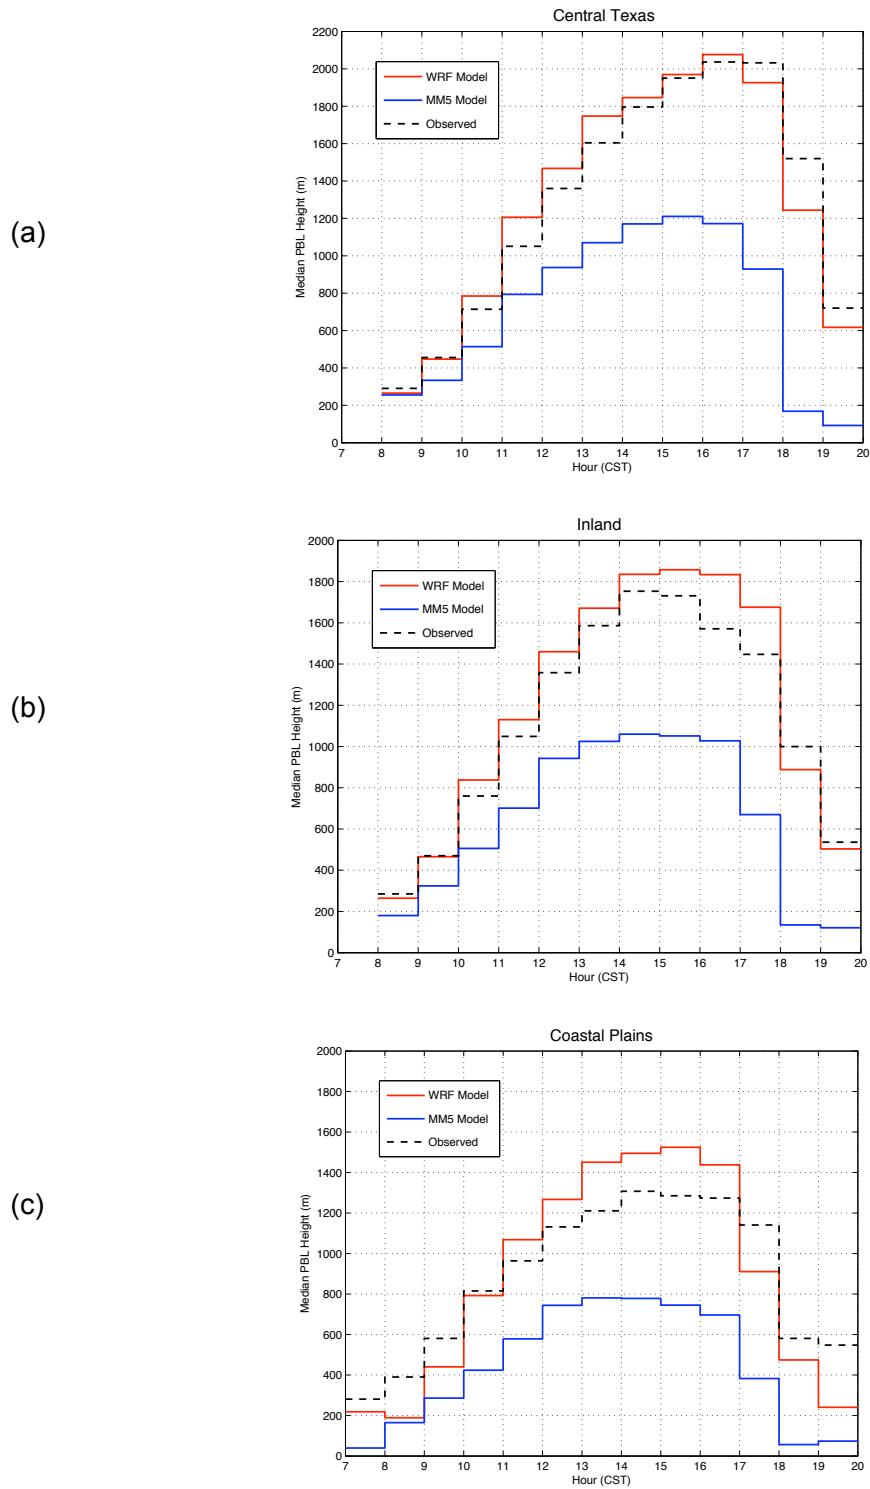 (a)
Central Texas
Median PBL Height (m)
2200
2000
1800
1600
1400
1200
1000
800
600
400
200
0
WRF Model
MM5 Model
Observed
7 8 9 10 11 12 13 14 15 16 17 18 19 20
Hour (CST)
(b)
Inland
Median PBL Height (m)
2000
1800
1600
1400
1200
1000
800
600
400
200
0
WRF Model
MM5 Model
Observed
7 8 9 10 11 12 13 14 15 16 17 18 19 20
Hour (CST)
(c)
Coastal Plains
Median PBL Height (m)
2000
1800
1600
1400
1200
1000
800
600
400
200
0
WRF Model
MM5 Model
Observed
7 8 9 10 11 12 13 14 15 16 17 18 19 20
Hour (CST)